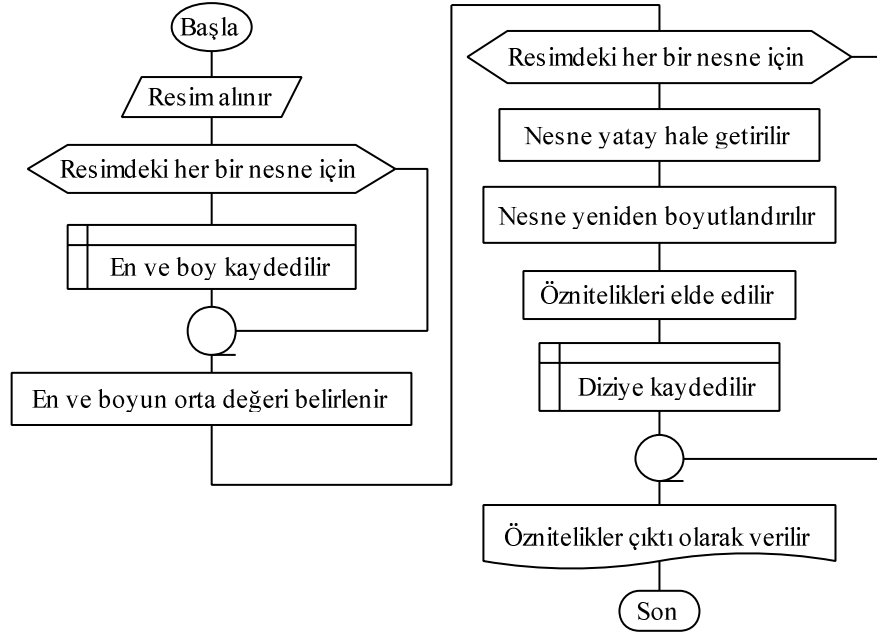 Başla
Resim alınır
Resimdeki her bir nesne için
En ve boy kaydedilir
En ve boyun orta değeri belirlenir
Resimdeki her bir nesne için
Nesne yatay hale getirilir
Nesne yeniden boyutlandırılır
Öznitelikleri elde edilir
Diziye kaydedilir
Öznitelikler çıktı olarak verilir
Son